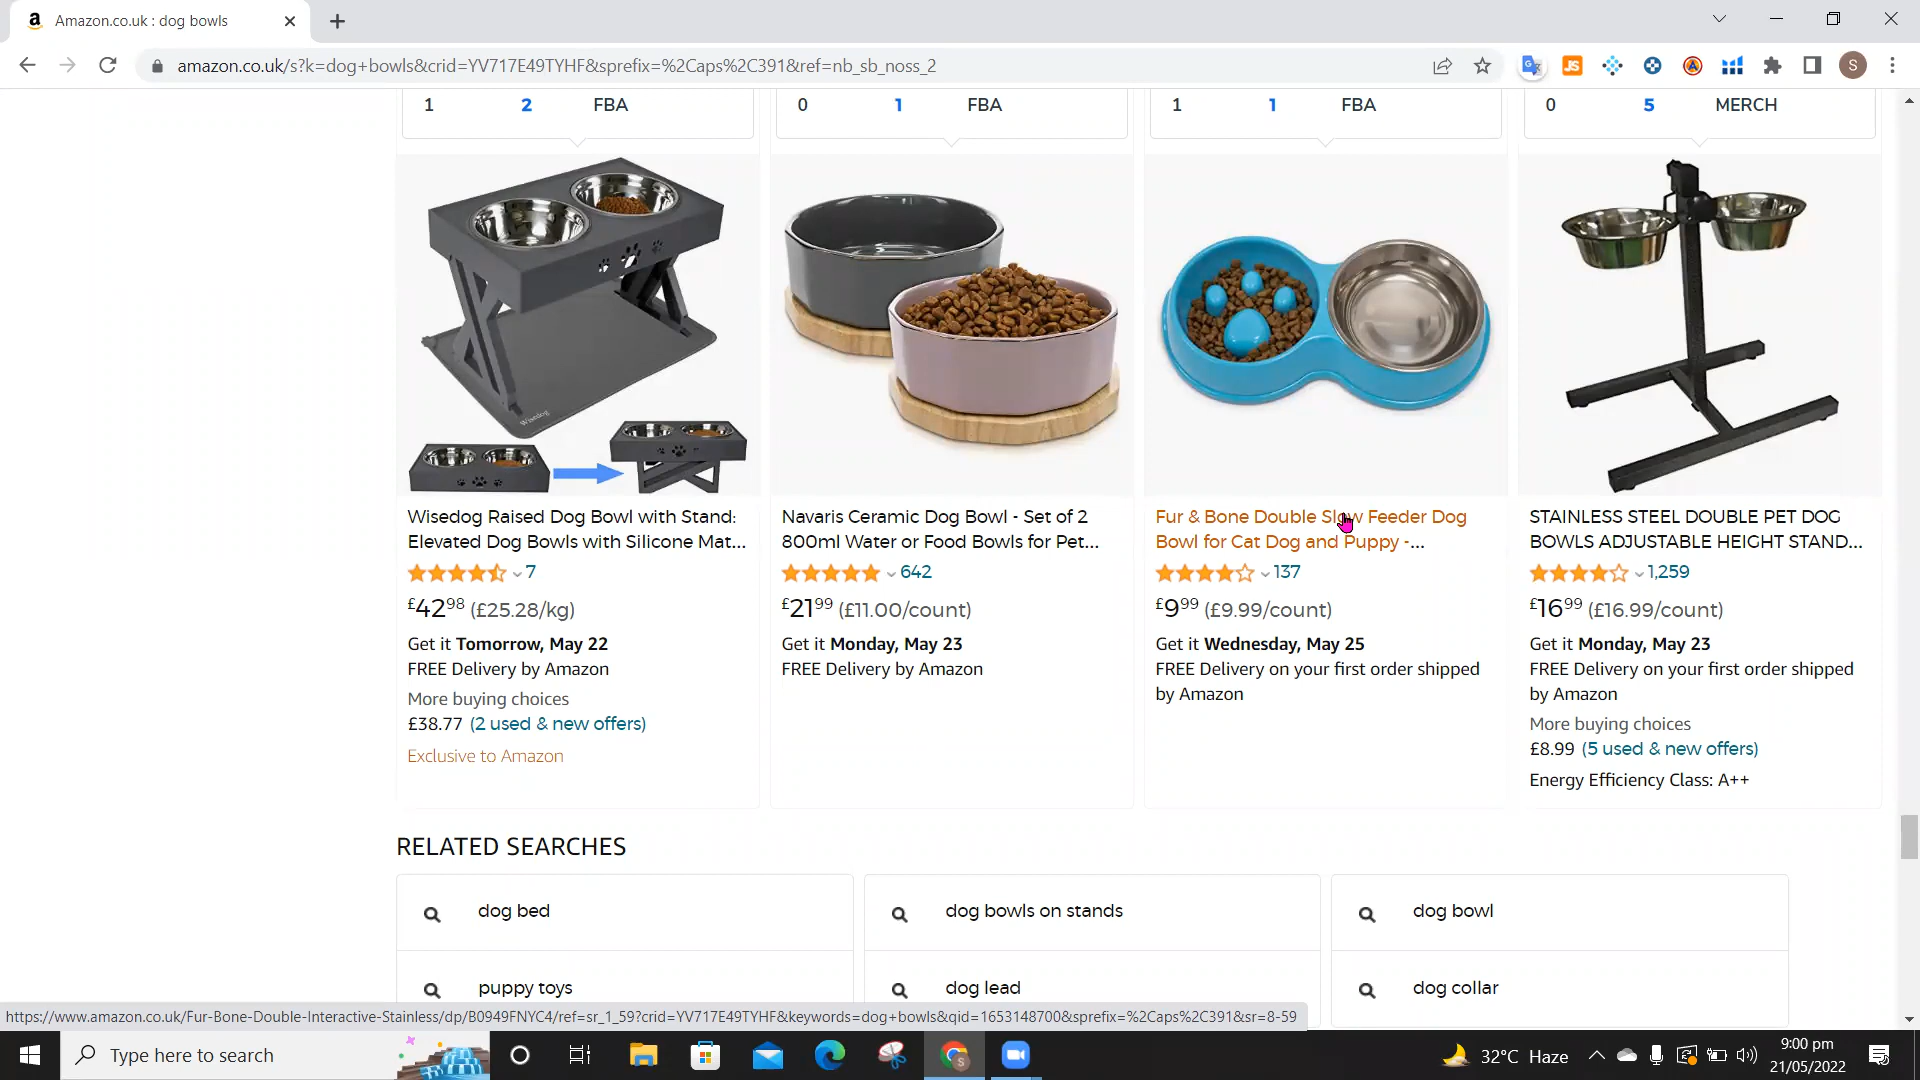 Amazon.co.uk : dog bowls
amazon.co.uk/s?k=dog+bowls&crid=YV717E49TYHF&sprefix=%2Caps%2C391&ref=nb_sb_noss_2
JS
S
1 2 FBA
0 1 FBA
1 1 FBA
0 5 MERCH
Wisedog
Wisedog Raised Dog Bowl with Stand:
Elevated Dog Bowls with Silicone Mat...
7
£42 98 (£25.28/kg)
Get it Tomorrow, May 22
FREE Delivery by Amazon
More buying choices
£38.77 (2 used & new offers)
Exclusive to Amazon
Navaris Ceramic Dog Bowl - Set of 2
800ml Water or Food Bowls for Pet...
642
£21 99 (£11.00/count)
Get it Monday, May 23
FREE Delivery by Amazon
Fur & Bone Double Slow Feeder Dog
Bowl for Cat Dog and Puppy -...
137
£9 99 (£9.99/count)
Get it Wednesday, May 25
FREE Delivery on your first order shipped
by Amazon
STAINLESS STEEL DOUBLE PET DOG
BOWLS ADJUSTABLE HEIGHT STAND...
1,259
£16 99 (£16.99/count)
Get it Monday, May 23
FREE Delivery on your first order shipped
by Amazon
More buying choices
£8.99 (5 used & new offers)
Energy Efficiency Class: A++
RELATED SEARCHES
dog bed
dog bowls on stands
dog bowl
puppy toys
dog lead
dog collar
https://www.amazon.co.uk/Fur-Bone-Double-Interactive-Stainless/dp/B0949FNYC4/ref=sr_1_59?crid=YV717E49TYHF&keywords=dog+bowls&qid=1653148700&sprefix=%2Caps%2C391&sr=8-59
Type here to search
32°C Haze
9:00 pm
21/05/2022